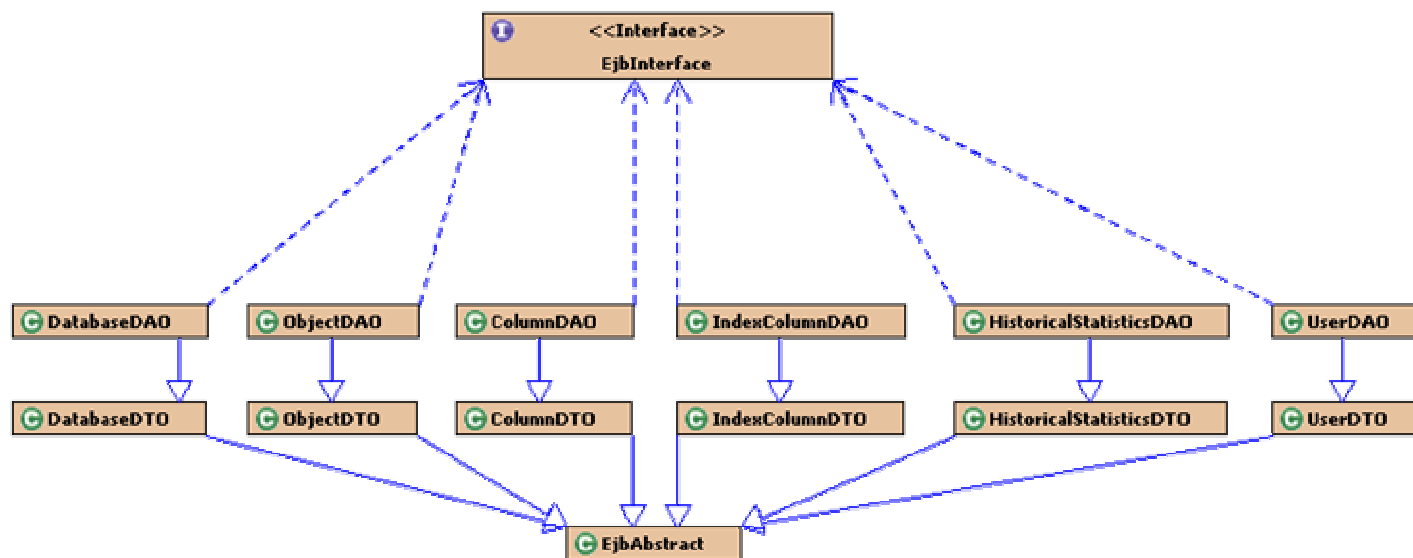 I
<<Interface>>
EjbInterface
C DatabaseDAO
C ObjectDAO
C ColumnDAO
C IndexColumnDAO
C HistoricalStatisticsDAO
C UserDAO
C DatabaseDTO
C ObjectDTO
C ColumnDTO
C IndexColumnDTO
C HistoricalStatisticsDTO
C UserDTO
C EjbAbstract